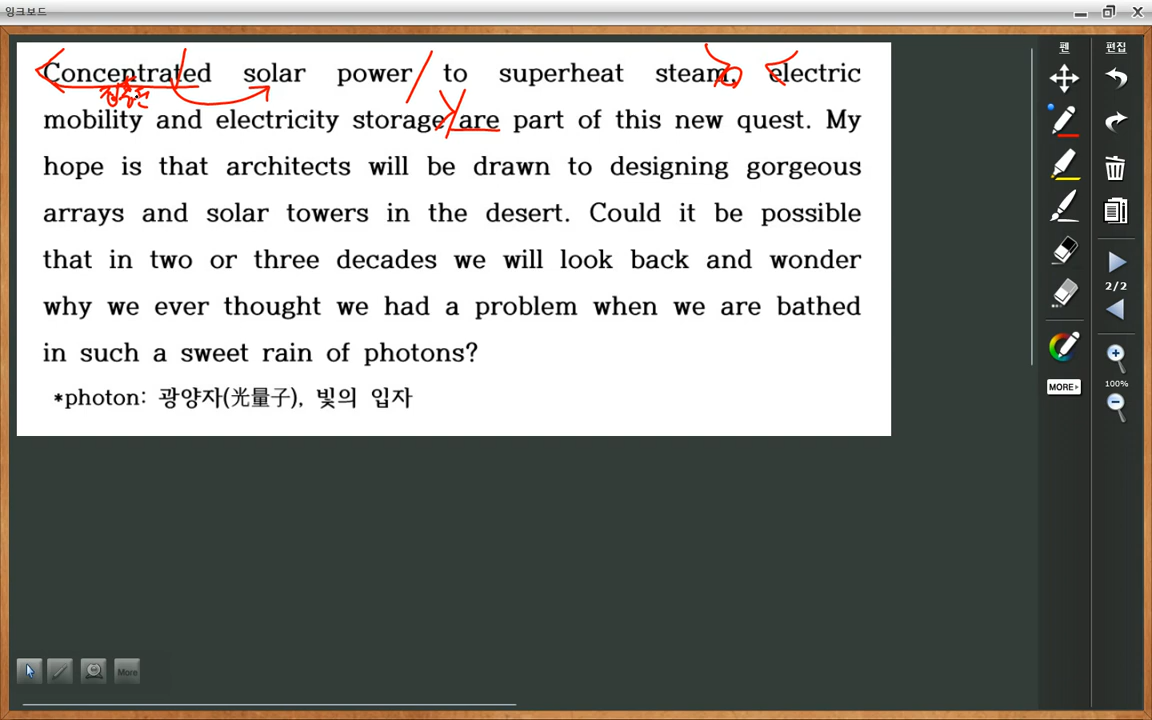 잉크보드
펜
편집
Concentrated solar power to superheat steam, electric
집중된
mobility and electricity storage are part of this new quest. My
hope is that architects will be drawn to designing gorgeous
arrays and solar towers in the desert. Could it be possible
that in two or three decades we will look back and wonder
why we ever thought we had a problem when we are bathed
in such a sweet rain of photons?
*photon: 광양자(光量子), 빛의 입자
2/2
100%
MORE
More